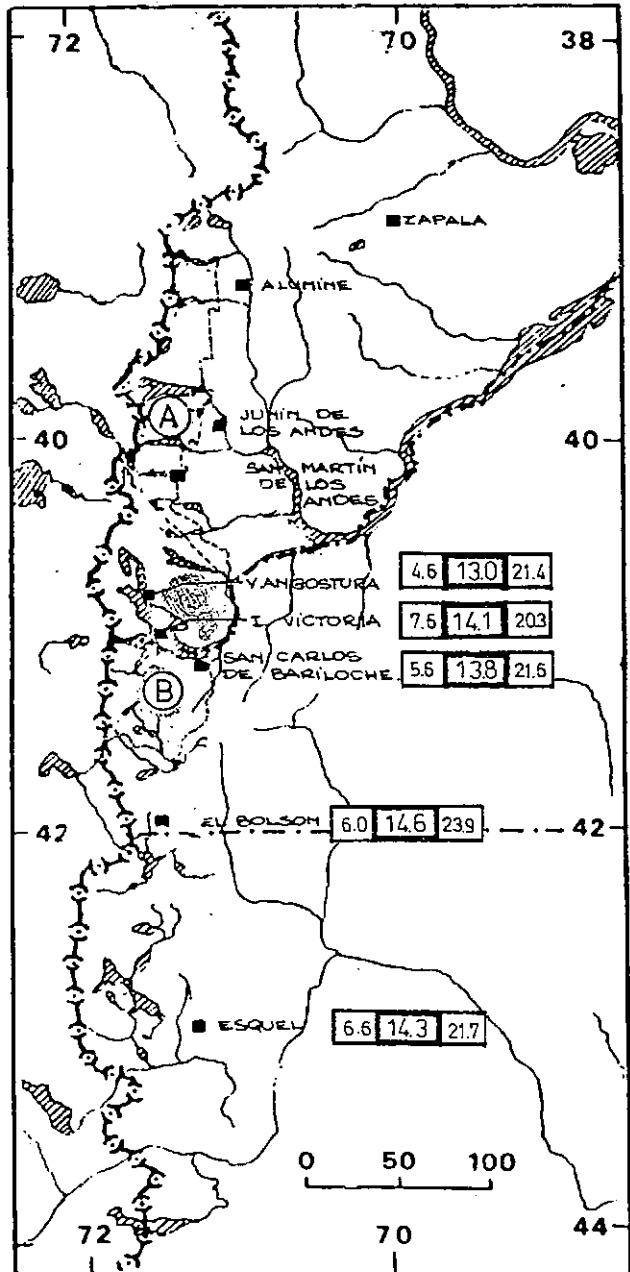 72 70 38
ZAPALA
ALUMINE
A
JUNIN DE
LOS ANDES
40 40
SAN MARTÍN
DE LOS
ANDES
V. ANGOSTURA 4.6 13.0 21.4
I. VICTORIA 7.6 14.1 20.3
SAN CARLOS
DE BARILOCHE 5.6 13.8 21.6
B
EL BOLSON 6.0 14.6 23.9
42 42
ESQUEL 6.6 14.3 21.7
0 50 100
72 70 44